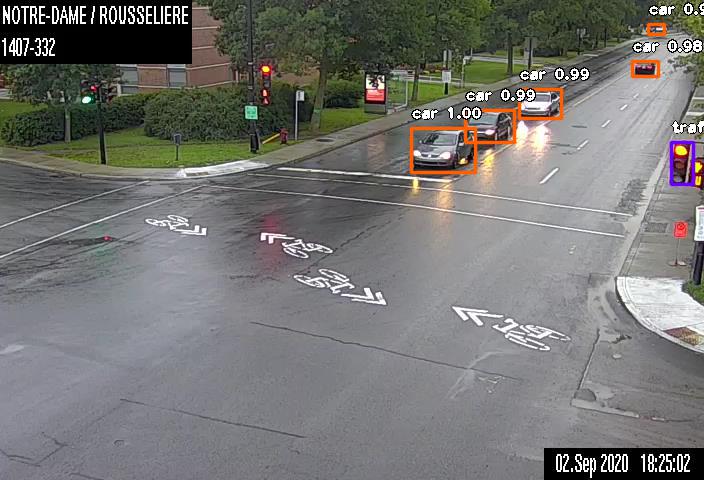 NOTRE-DAME / ROUSSELIERE
1407-332
car 0.9
car 0.98
car 0.99
car 0.99
car 1.00
traf
02.Sep 2020 18:25:02